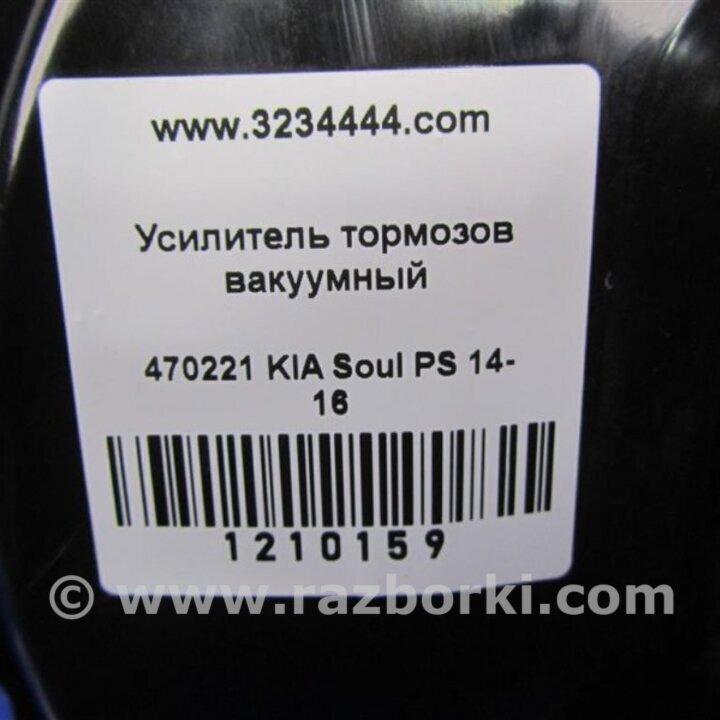 www.3234444.com
Усилитель тормозов
вакуумный
470221 KIA Soul PS 14-
16
1210159
© www.razborki.com